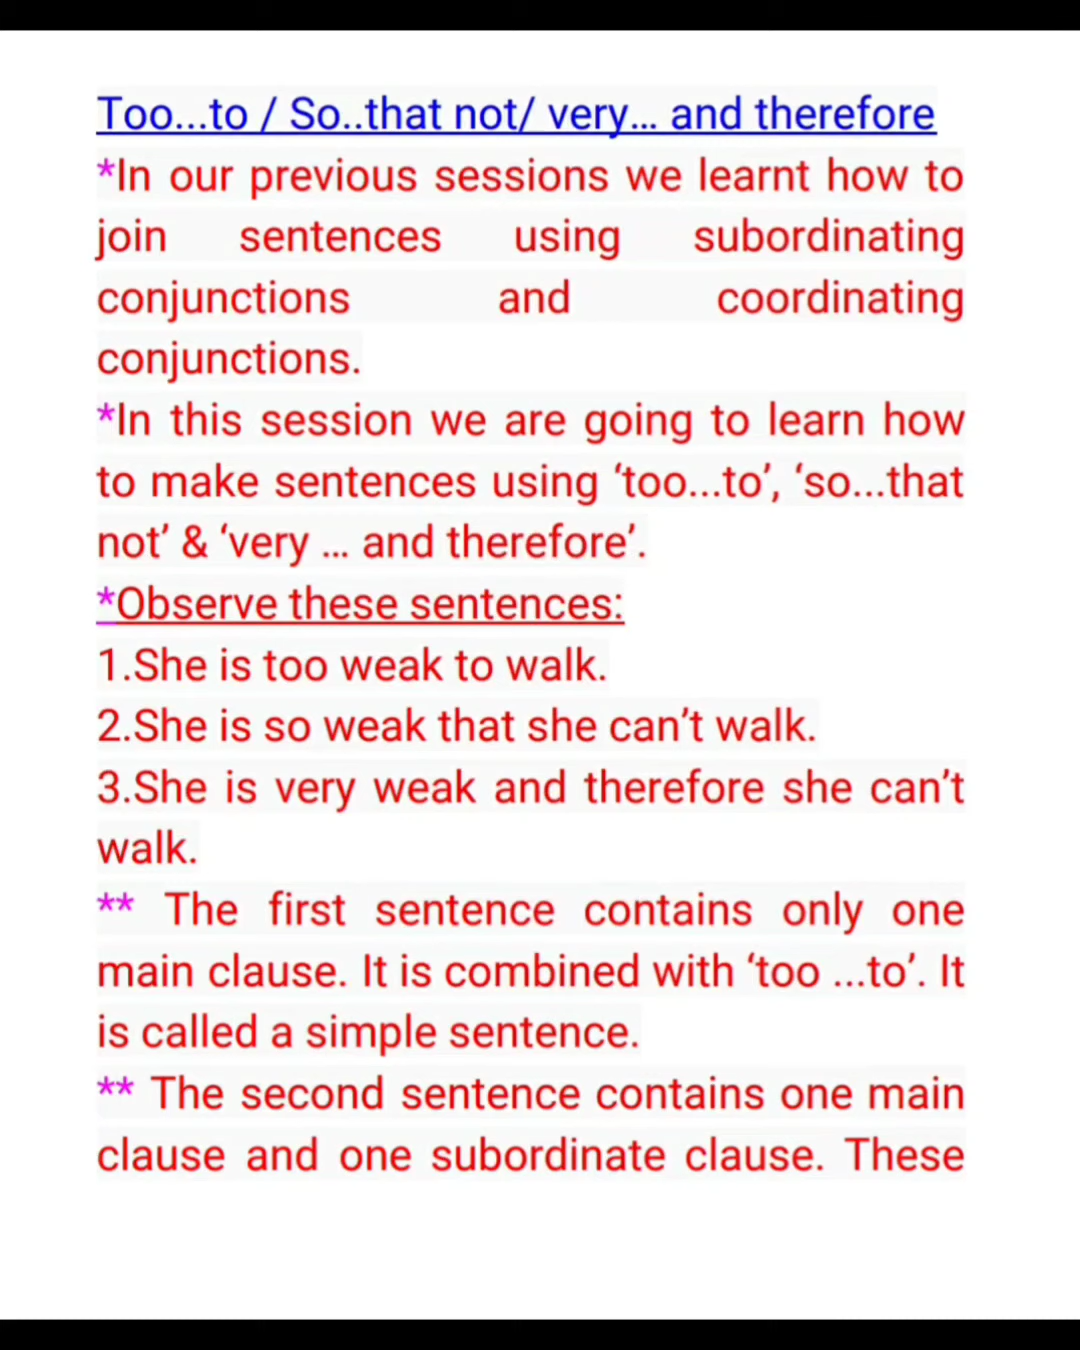 Too...to / So..that not/ very... and therefore
*In our previous sessions we learnt how to
join sentences using subordinating
conjunctions and coordinating
conjunctions.
*In this session we are going to learn how
to make sentences using ‘too...to’, ‘so...that
not’ & ‘very ... and therefore’.
*Observe these sentences:
1.She is too weak to walk.
2.She is so weak that she can’t walk.
3.She is very weak and therefore she can’t
walk.
** The first sentence contains only one
main clause. It is combined with ‘too ...to’. It
is called a simple sentence.
** The second sentence contains one main
clause and one subordinate clause. These